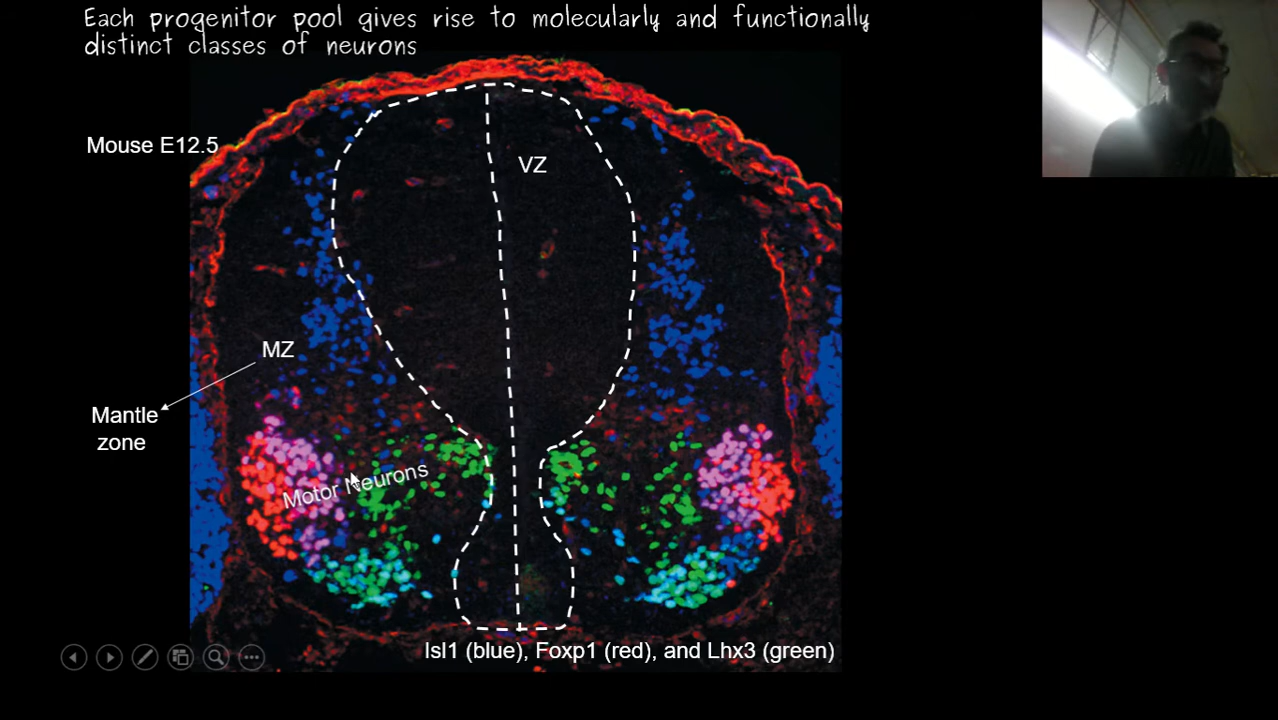 Each progenitor pool gives rise to molecularly and functionally
distinct classes of neurons
Mouse E12.5
VZ
MZ
Mantle
zone
Motor Neurons
Isl1 (blue), Foxp1 (red), and Lhx3 (green)